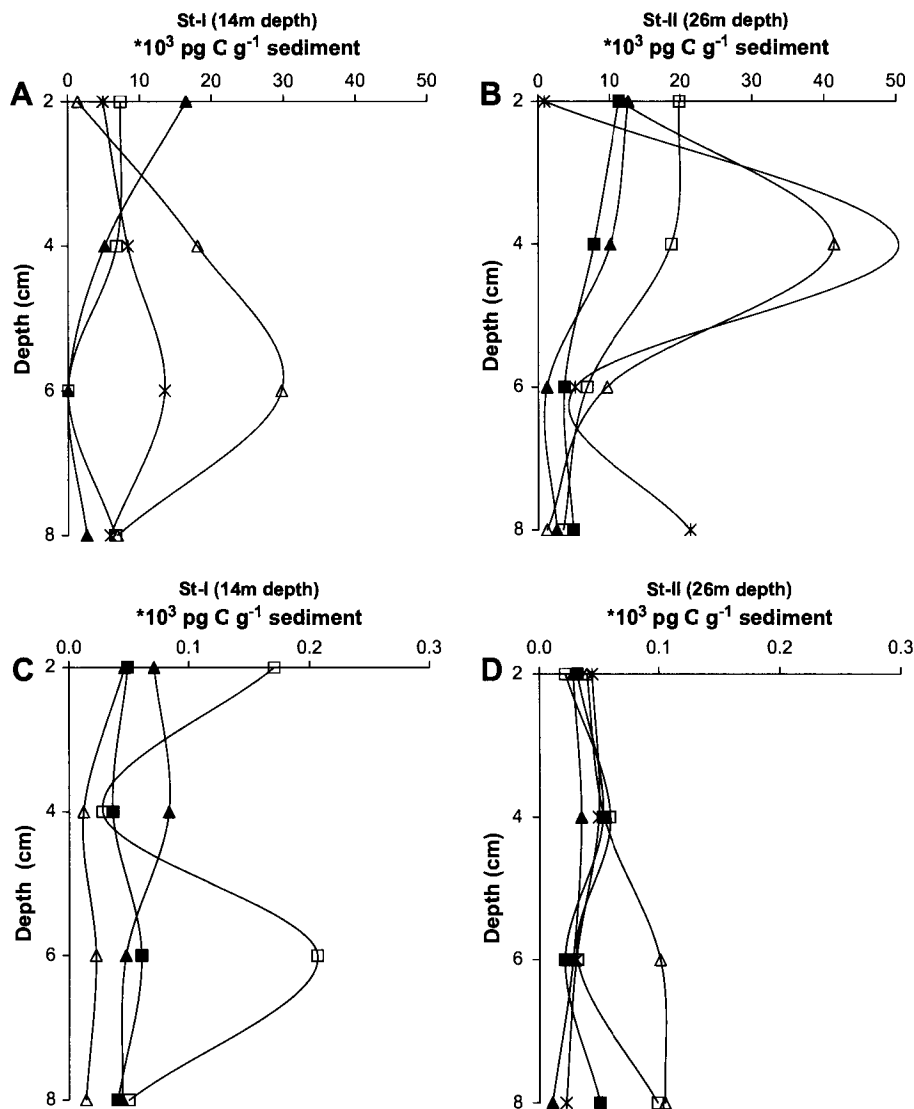 St-I (14m depth)
*10³ pg C g⁻¹ sediment
A 0 10 20 30 40 50
2
4
6
8
Depth (cm)
St-II (26m depth)
*10³ pg C g⁻¹ sediment
B 0 10 20 30 40 50
2
4
6
8
Depth (cm)
St-I (14m depth)
*10³ pg C g⁻¹ sediment
C 0.0 0.1 0.2 0.3
2
4
6
8
Depth (cm)
St-II (26m depth)
*10³ pg C g⁻¹ sediment
D 0.0 0.1 0.2 0.3
2
4
6
8
Depth (cm)